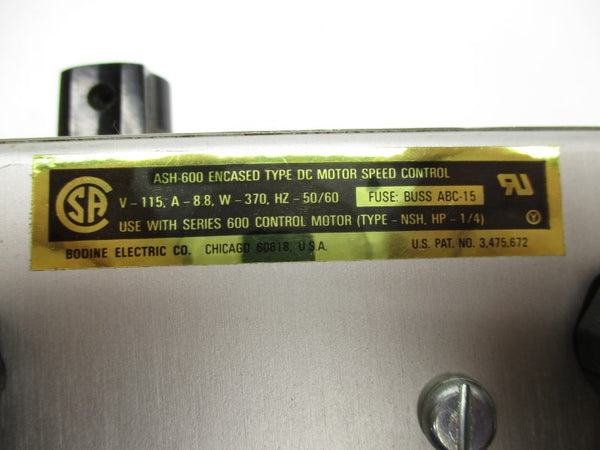 ASH-600 ENCASED TYPE DC MOTOR SPEED CONTROL
CSA
V - 115, A - 8.8, W - 370, HZ - 50/60 FUSE: BUSS ABC-15
USE WITH SERIES 600 CONTROL MOTOR (TYPE - NSH, HP - 1/4) Y
BODINE ELECTRIC CO. CHICAGO 60618, U.S.A. U.S. PAT. NO. 3,475,672